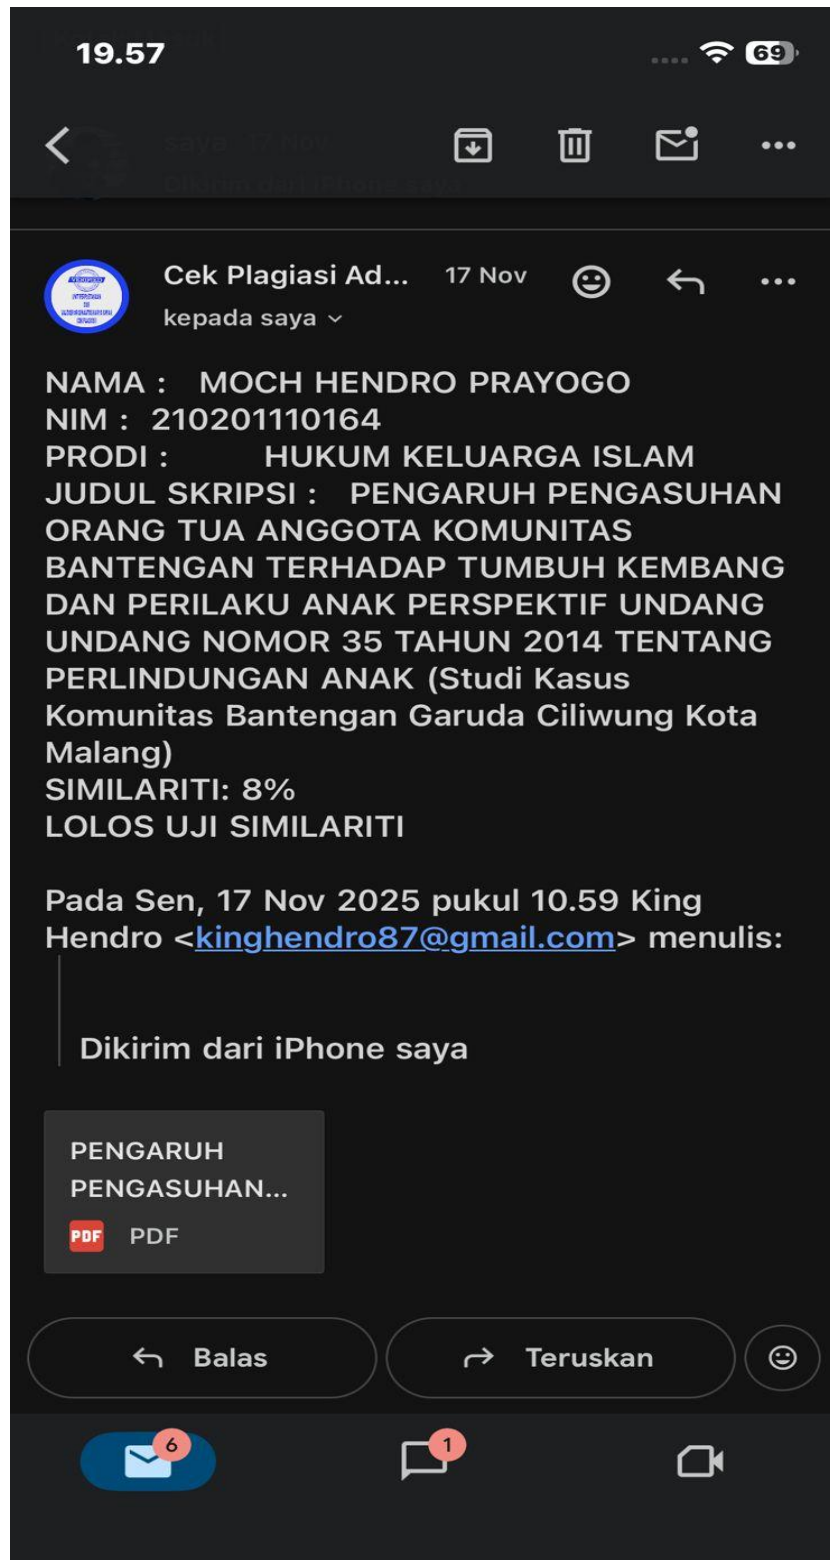 19.57
69
Cek Plagiasi Ad... 17 Nov
kepada saya
NAMA : MOCH HENDRO PRAYOGO
NIM : 210201110164
PRODI : HUKUM KELUARGA ISLAM
JUDUL SKRIPSI : PENGARUH PENGASUHAN
ORANG TUA ANGGOTA KOMUNITAS
BANTENGAN TERHADAP TUMBUH KEMBANG
DAN PERILAKU ANAK PERSPEKTIF UNDANG
UNDANG NOMOR 35 TAHUN 2014 TENTANG
PERLINDUNGAN ANAK (Studi Kasus
Komunitas Bantengan Garuda Ciliwung Kota
Malang)
SIMILARITI: 8%
LOLOS UJI SIMILARITI
Pada Sen, 17 Nov 2025 pukul 10.59 King
Hendro <kinghendro87@gmail.com> menulis:
Dikirim dari iPhone saya
PENGARUH
PENGASUHAN...
PDF PDF
Balas
Teruskan
6
1